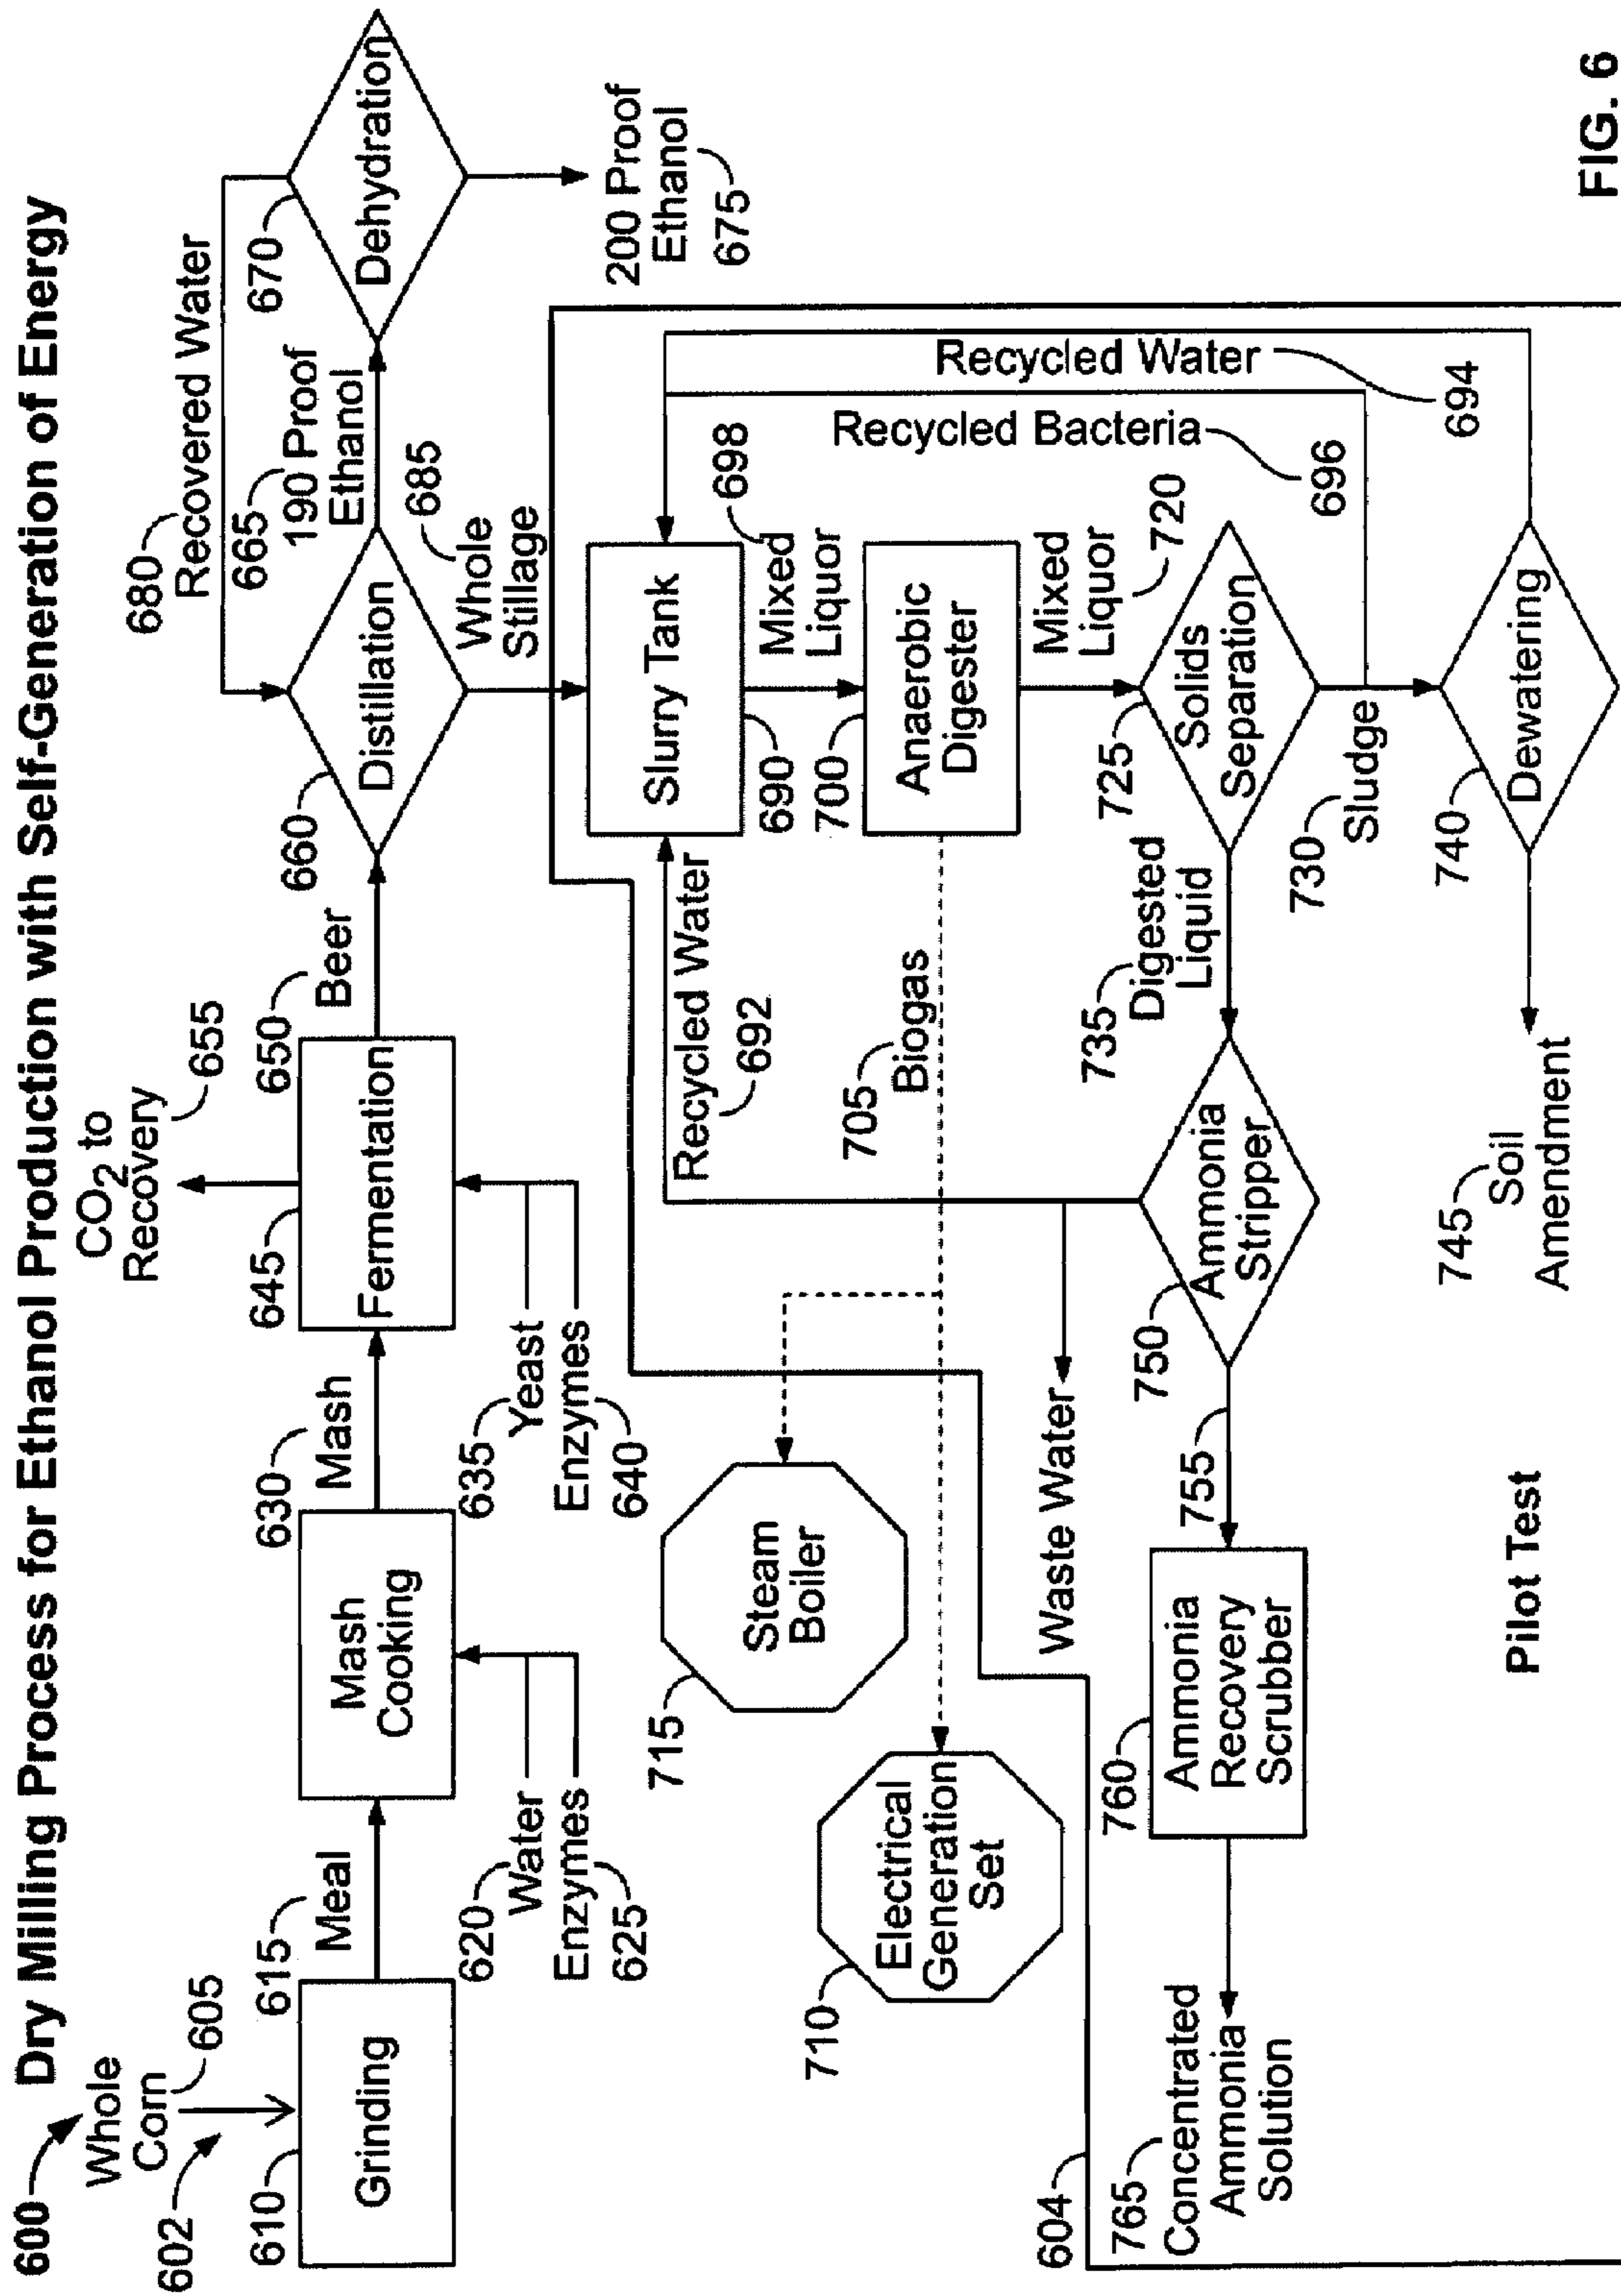 600 Dry Milling Process for Ethanol Production with Self-Generation of Energy
602
Whole
Corn 605
610
Grinding
615
Meal
620 Water
Enzymes
625
Mash
Cooking
630
Mash
635 Yeast
Enzymes
640
CO2 to
Recovery 655
645
Fermentation
650
Beer
660
Distillation
680
Recovered Water
665
190 Proof
Ethanol
670
Dehydration
200 Proof
Ethanol
675
Whole
Stillage 685
Recycled Water
692
Slurry Tank
690
Mixed
Liquor 698
Recycled Water
694
Recycled Bacteria
696
700
Anaerobic
Digester
705
Biogas
715
Steam
Boiler
710
Electrical
Generation
Set
Mixed
Liquor 720
725
Solids
Separation
730
Sludge
735
Digested
Liquid
740
Dewatering
745
Soil
Amendment
Waste Water
750
Ammonia
Stripper
755
760
Ammonia
Recovery
Scrubber
604
765
Concentrated
Ammonia
Solution
Pilot Test
FIG. 6